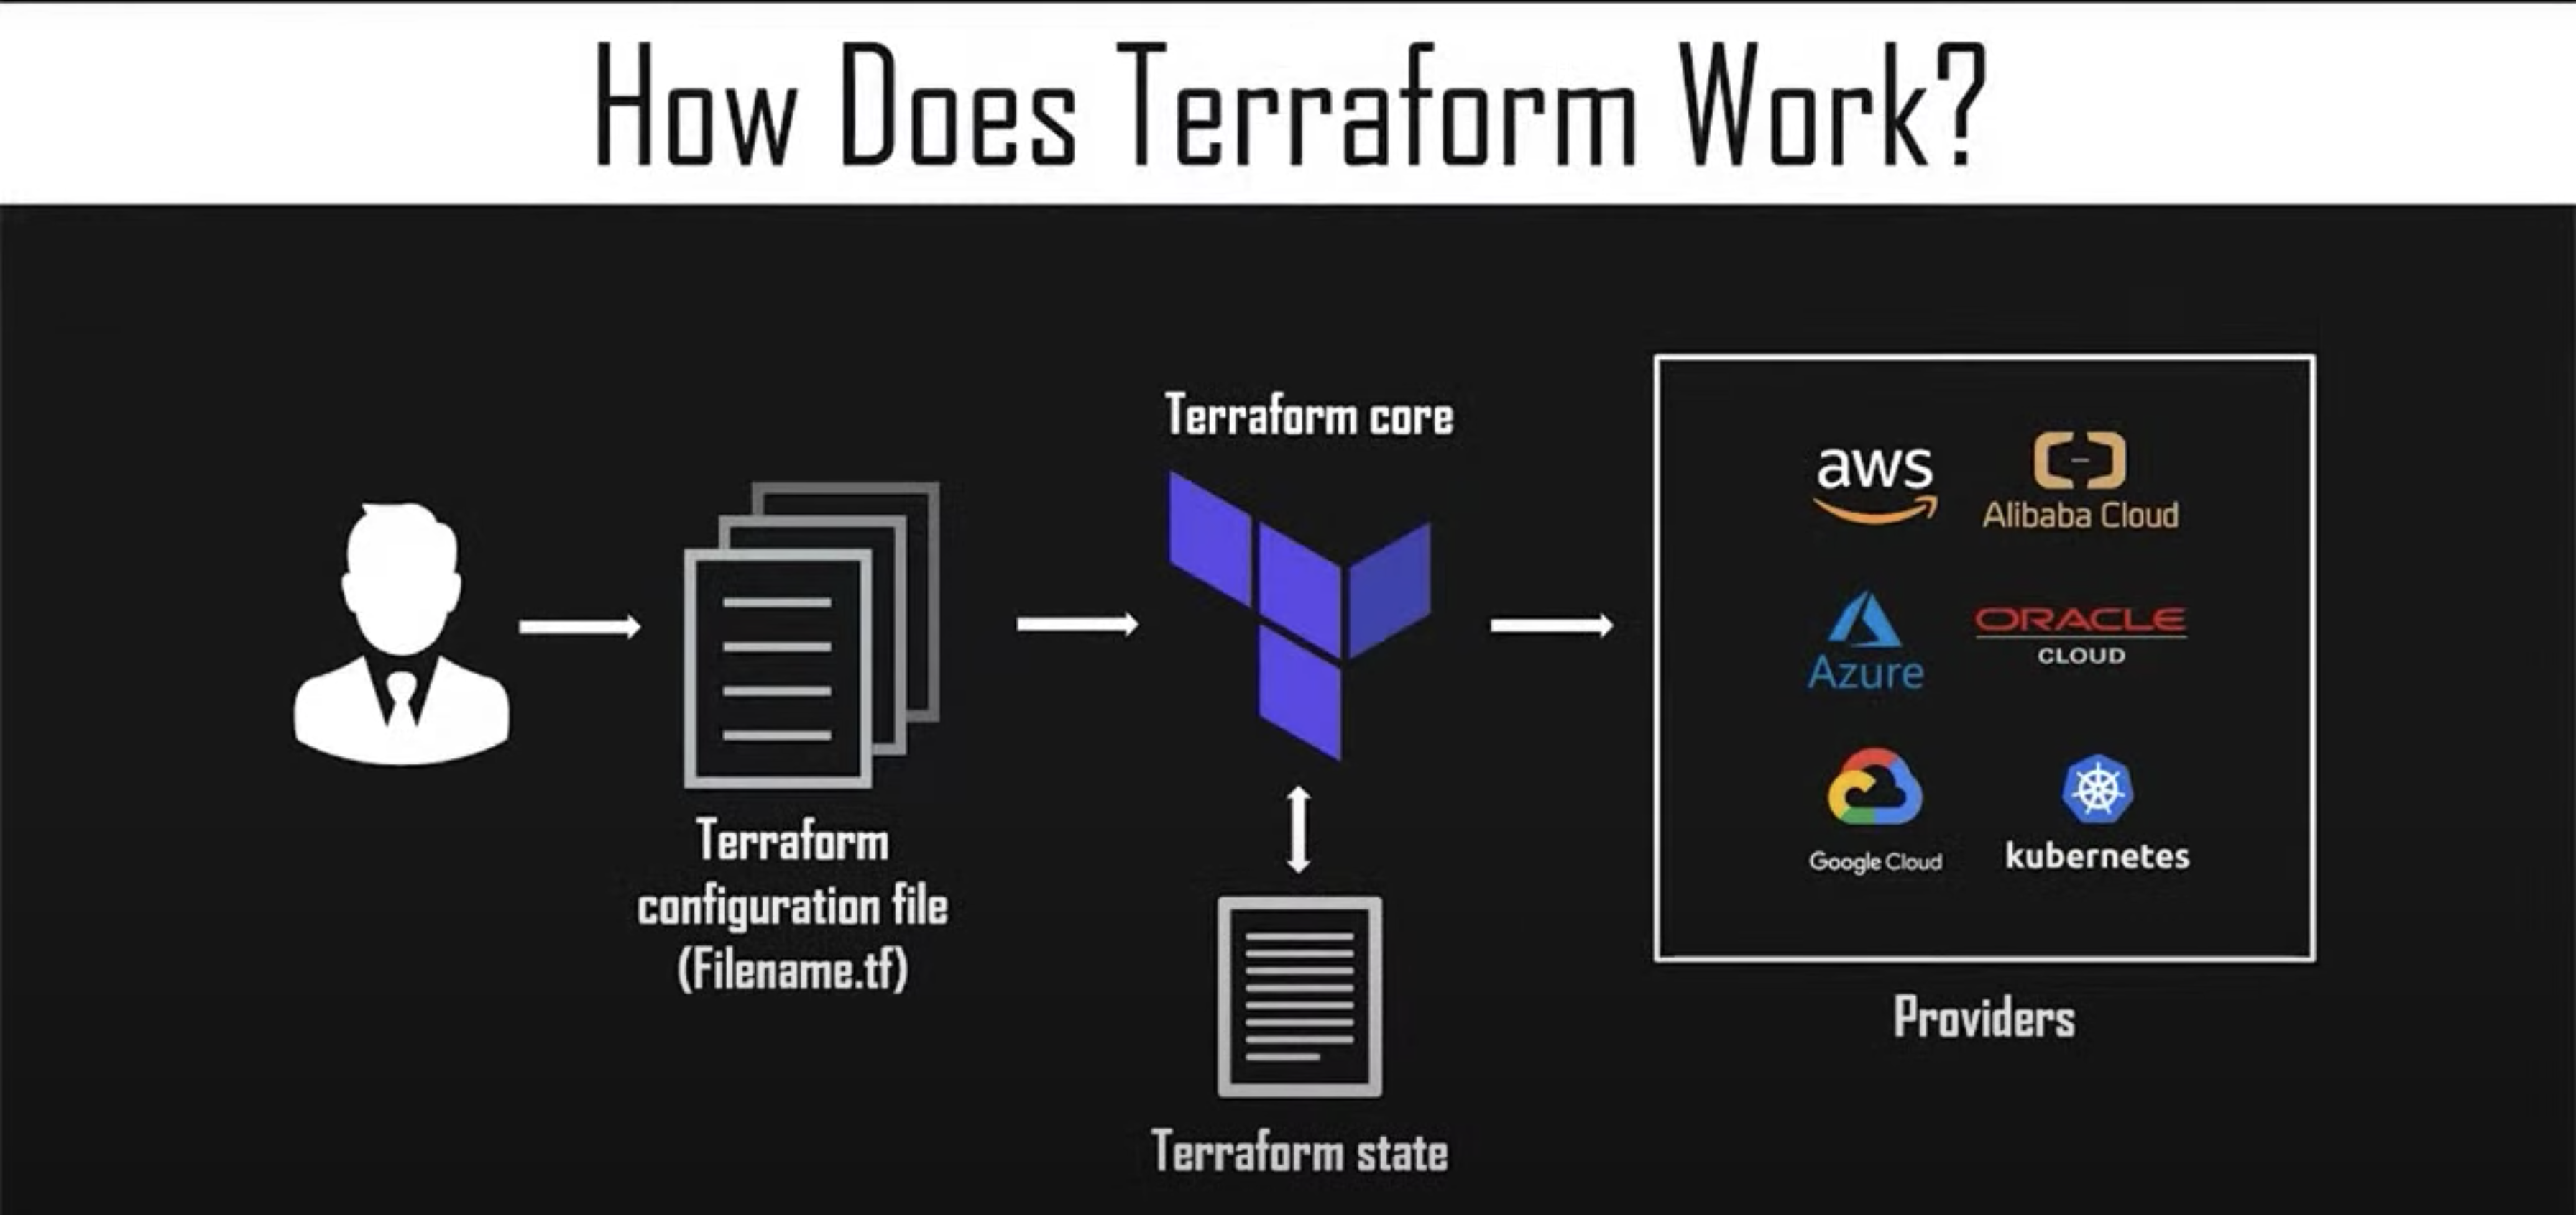 How Does Terraform Work?
Terraform core
Terraform
configuration file
(Filename.tf)
Terraform state
aws
Alibaba Cloud
Azure
ORACLE
CLOUD
Google Cloud
kubernetes
Providers